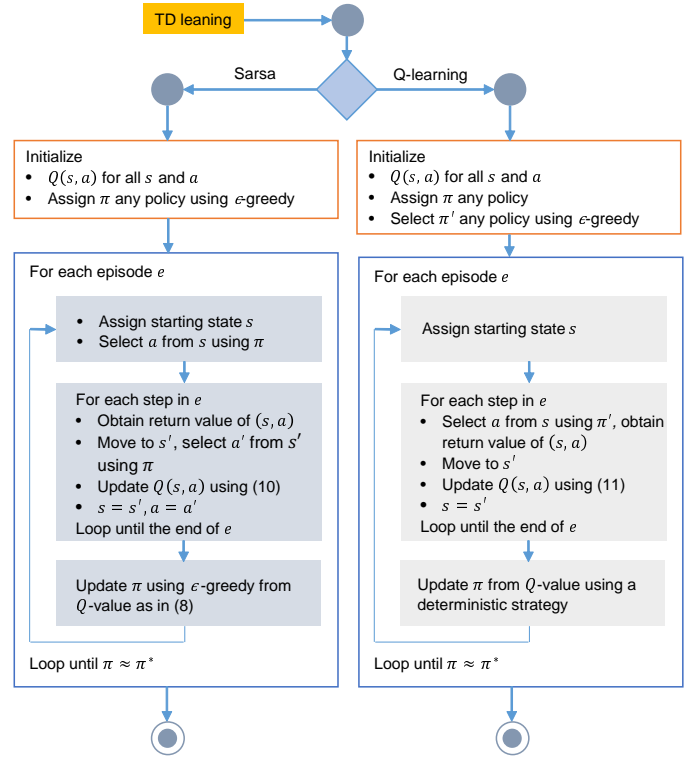 TD leaning
Sarsa
Q-learning
Initialize
• Q(s, a) for all s and a
• Assign π any policy using ϵ-greedy
For each episode e
• Assign starting state s
• Select a from s using π
For each step in e
• Obtain return value of (s, a)
• Move to s′, select a′ from s′
using π
• Update Q(s, a) using (10)
• s = s′, a = a′
Loop until the end of e
Update π using ϵ-greedy from
Q-value as in (8)
Loop until π ≈ π*
Initialize
• Q(s, a) for all s and a
• Assign π any policy
• Select π′ any policy using ϵ-greedy
For each episode e
Assign starting state s
For each step in e
• Select a from s using π′, obtain
return value of (s, a)
• Move to s′
• Update Q(s, a) using (11)
• s = s′
Loop until the end of e
Update π from Q-value using a
deterministic strategy
Loop until π ≈ π*